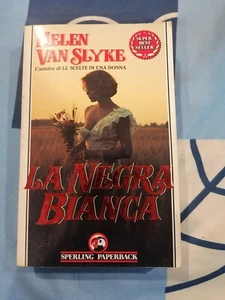 HELEN
VAN SLYKE
L'autrice di LE SCELTE DI UNA DONNA
SUPER
BEST
SELLER
LA NEGRA
BIANCA
SPERLING PAPERBACK